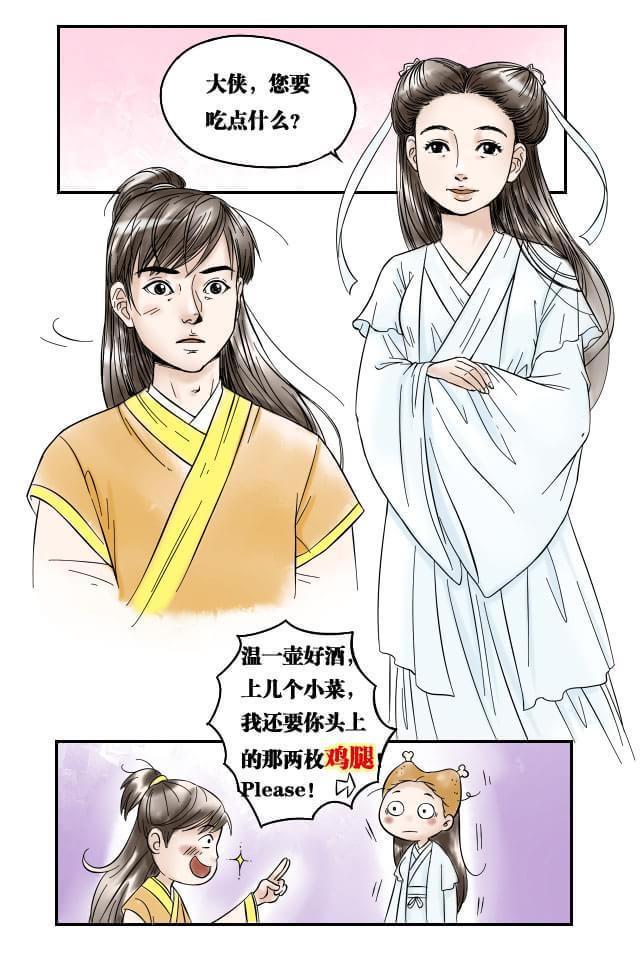 大侠，您要
吃点什么？
温一壶好酒，
上几个小菜，
我还要你头上
的那两枚鸡腿！
Please！